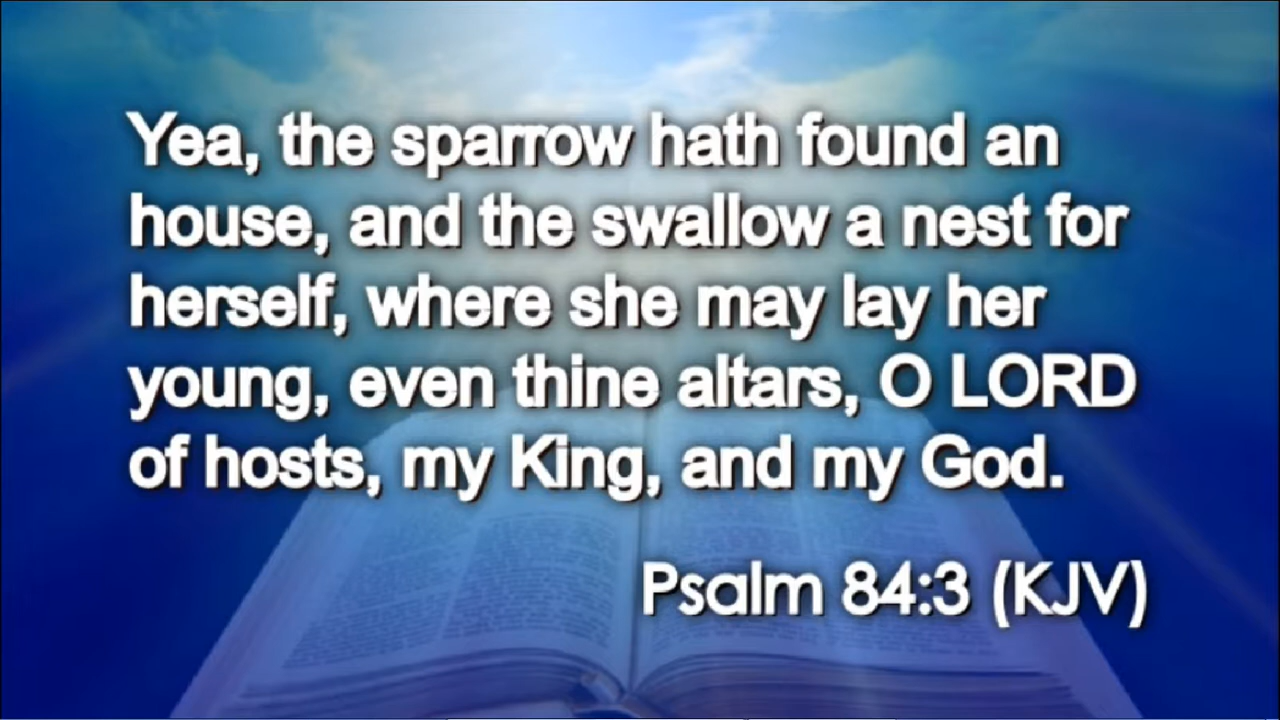 Yea, the sparrow hath found an
house, and the swallow a nest for
herself, where she may lay her
young, even thine altars, O LORD
of hosts, my King, and my God.
Psalm 84:3 (KJV)